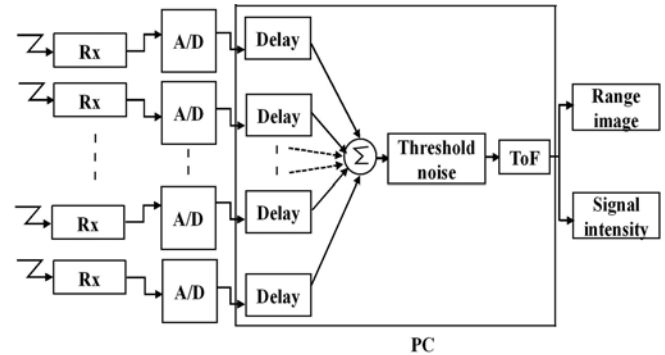 Rx
A/D
Delay
Rx
A/D
Delay
Σ
Threshold
noise
ToF
Range
image
Signal
intensity
Rx
A/D
Delay
Rx
A/D
Delay
PC